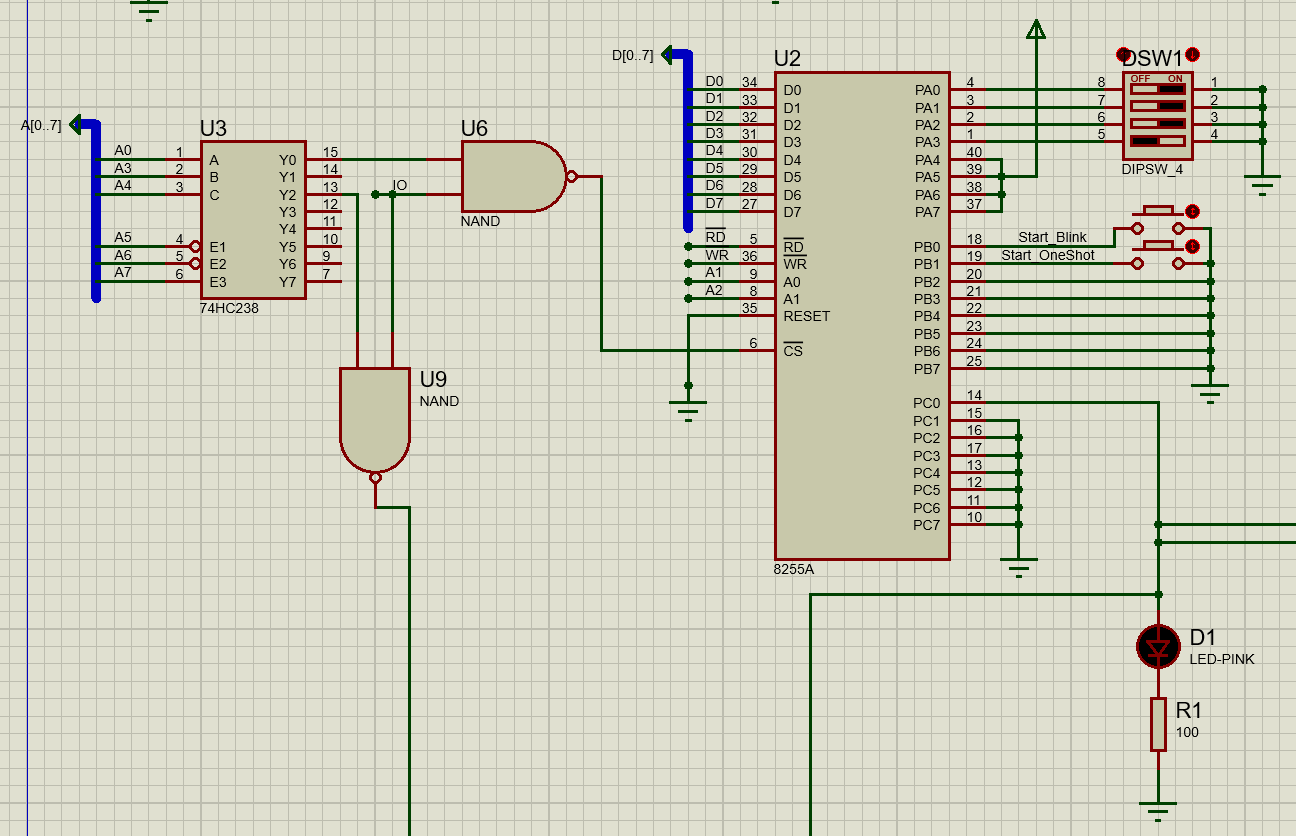 D[0..7]
U2
DSW1
OFF ON
D0 34 D0 PA0 4 8 1
D1 33 D1 PA1 3 7 2
D2 32 D2 PA2 2 6 3
D3 31 D3 PA3 1 5 4
D4 30 D4 PA4 40
D5 29 D5 PA5 39
D6 28 D6 PA6 38
D7 27 D7 PA7 37
DIPSW_4
A[0..7]
U3
U6
A0 1 A Y0 15
A3 2 B Y1 14
A4 3 C Y2 13
Y3 12
Y4 11
A5 4 E1 Y5 10
A6 5 E2 Y6 9
A7 6 E3 Y7 7
74HC238
IO
NAND
RD 5 RD PB0 18 Start_Blink
WR 36 WR PB1 19 Start_OneShot
A1 9 A0 PB2 20
A2 8 A1 PB3 21
35 RESET PB4 22
PB5 23
6 CS PB6 24
PB7 25
U9
NAND
PC0 14
PC1 15
PC2 16
PC3 17
PC4 13
PC5 12
PC6 11
PC7 10
8255A
D1
LED-PINK
R1
100